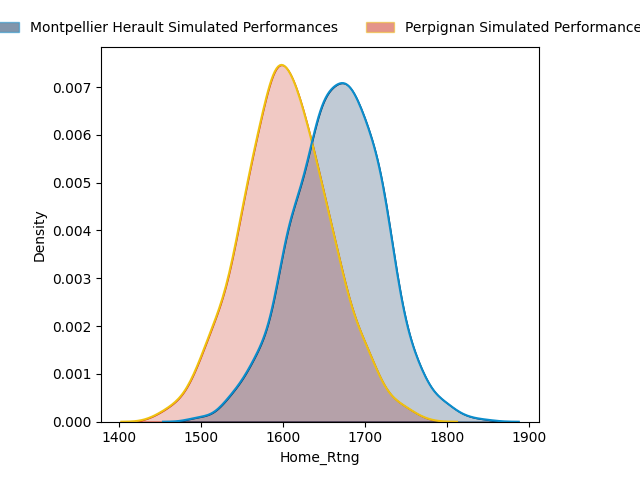 Montpellier Herault Simulated Performances
Perpignan Simulated Performance
0.007
0.006
0.005
0.004
0.003
0.002
0.001
0.000
Density
1400 1500 1600 1700 1800 1900
Home_Rtng